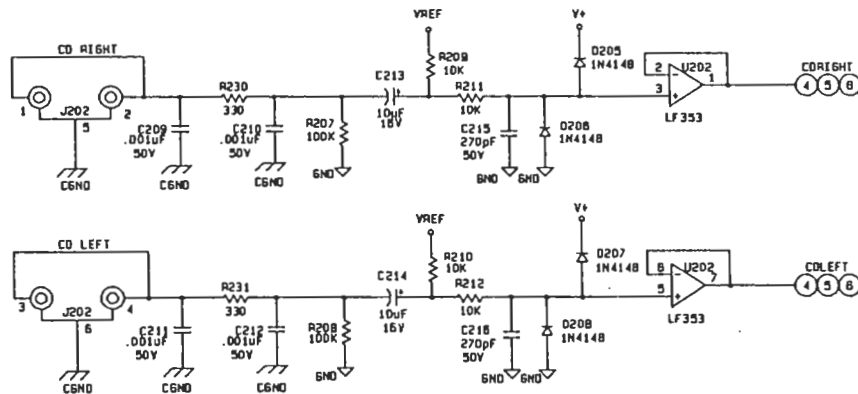 VREF
V+
CD RIGHT
R209
10K
D205
1N4148
C213
R230
R211
2
U202
1
CDRIGHT
4 5 6
1
J202
5
2
330
10uF
16V
10K
3
LF353
C209
.001uF
50V
C210
.001uF
50V
R207
100K
C215
270pF
50V
D206
1N4148
CGND
CGND
CGND
GND
GND
GND
VREF
V+
CD LEFT
R210
10K
D207
1N4148
C214
R231
R212
6
U202
7
CDLEFT
4 5 6
3
J202
6
4
330
10uF
16V
10K
5
LF353
C211
.001uF
50V
C212
.001uF
50V
R208
100K
C216
270pF
50V
D208
1N4148
CGND
CGND
CGND
GND
GND
GND